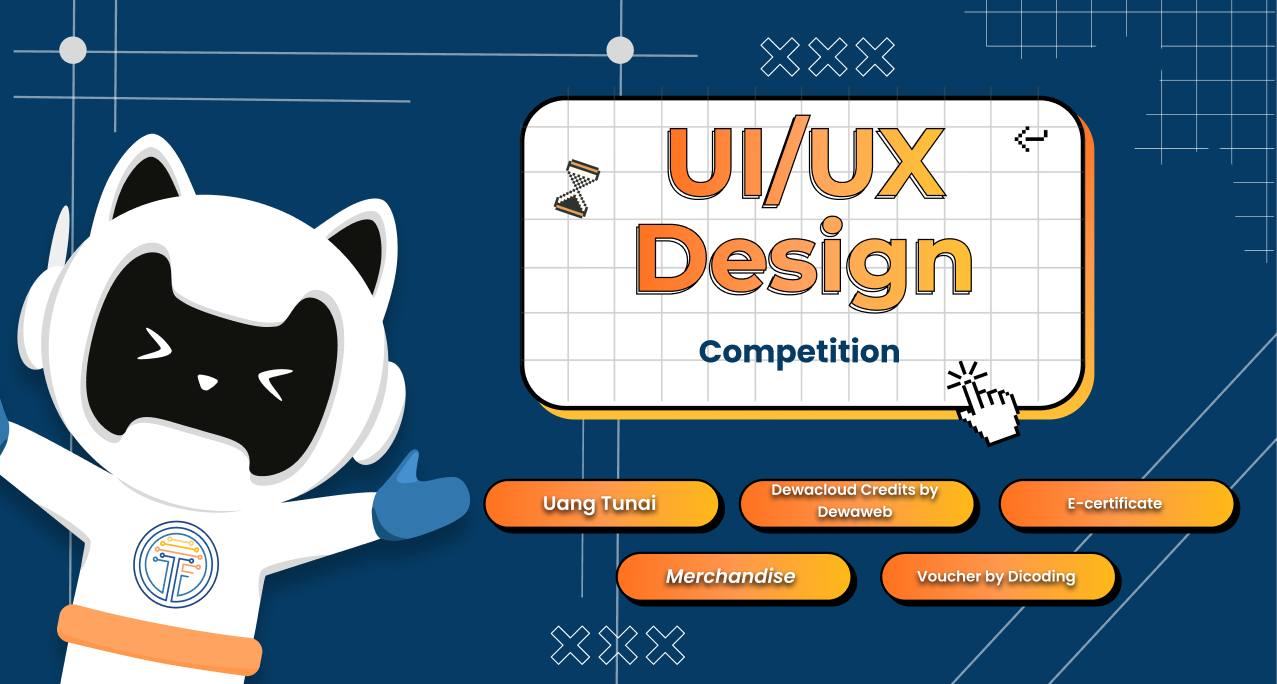 UI/UX
Design
Competition
Uang Tunai
Dewacloud Credits by
Dewaweb
E-certificate
Merchandise
Voucher by Dicoding